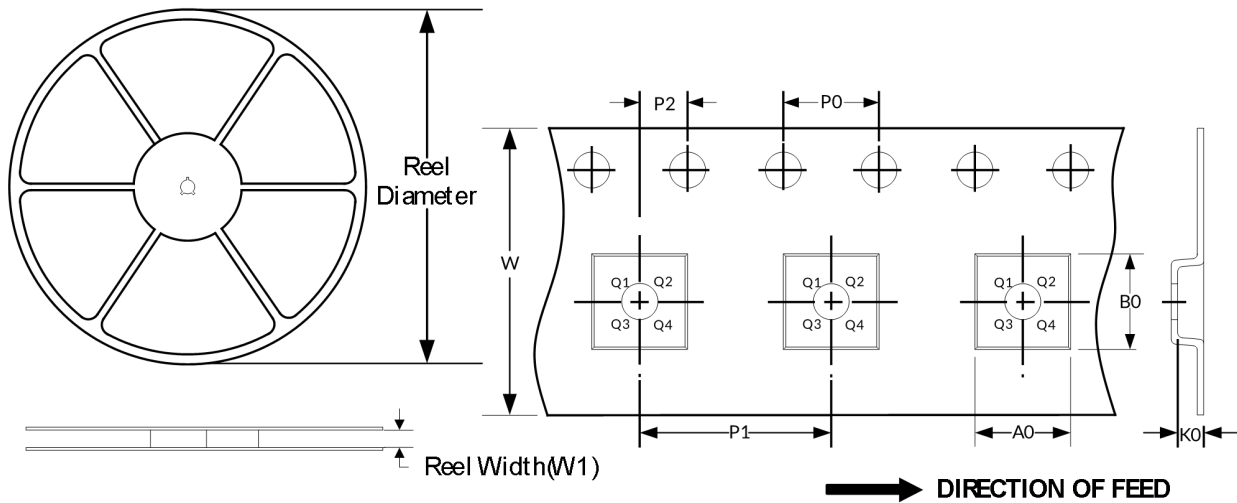 Reel
Diameter
Reel Width(W1)
P2
P0
W
Q1 Q2
Q3 Q4
Q1 Q2
Q3 Q4
Q1 Q2
Q3 Q4
B0
P1
A0
K0
DIRECTION OF FEED